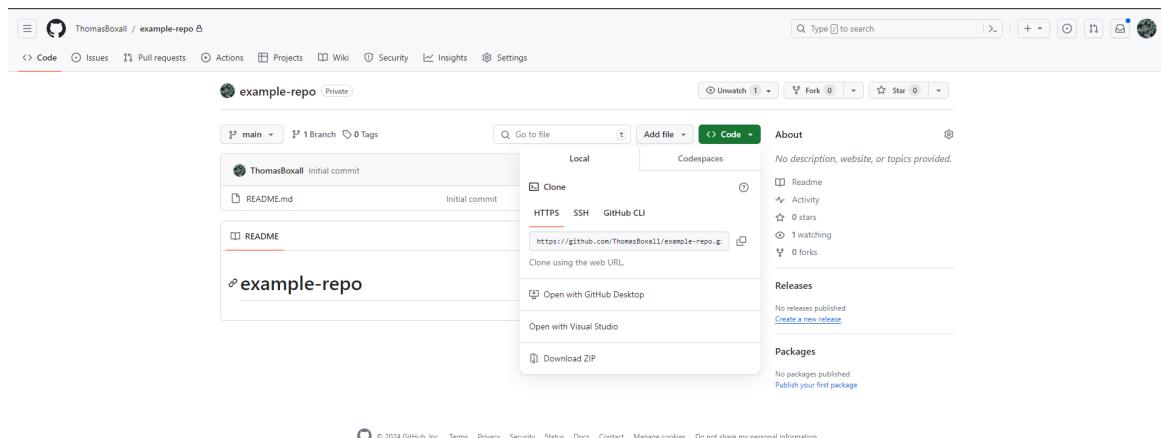 ThomasBoxall / example-repo
Type / to search
Code Issues Pull requests Actions Projects Wiki Security Insights Settings
example-repo Private
Unwatch 1 Fork 0 Star 0
main 1 Branch 0 Tags
Go to file t Add file Code
About
Local Codespaces
No description, website, or topics provided.
ThomasBoxall Initial commit
Clone
Readme
README.md Initial commit
Activity
HTTPS SSH GitHub CLI
0 stars
README
https://github.com/ThomasBoxall/example-repo.g
1 watching
Clone using the web URL.
0 forks
example-repo
Open with GitHub Desktop
Releases
No releases published
Create a new release
Open with Visual Studio
Download ZIP
Packages
No packages published
Publish your first package
© 2024 GitHub, Inc. Terms Privacy Security Status Docs Contact Manage cookies Do not share my personal information